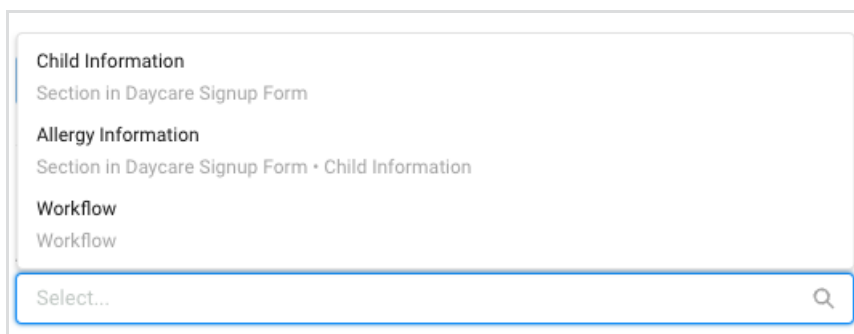 Child Information
Section in Daycare Signup Form
Allergy Information
Section in Daycare Signup Form • Child Information
Workflow
Workflow
Select...